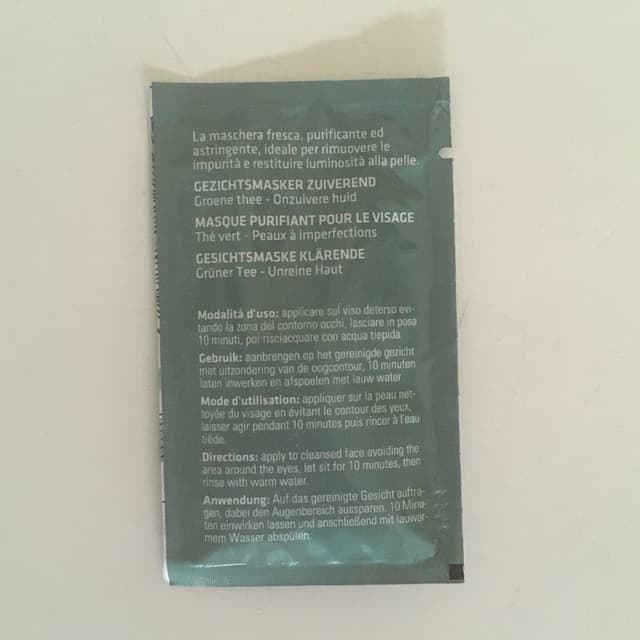 La maschera fresca, purificante ed
astringente, ideale per rimuovere le
impurità e restituire luminosità alla pelle.
GEZICHTSMASKER ZUIVEREND
Groene thee - Onzuivere huid
MASQUE PURIFIANT POUR LE VISAGE
Thé vert - Peaux à imperfections
GESICHTSMASKE KLÄRENDE
Grüner Tee - Unreine Haut
Modalità d'uso: applicare sul viso deterso evi-
tando la zona del contorno occhi, lasciare in posa
10 minuti, poi risciacquare con acqua tiepida.
Gebruik: aanbrengen op het gereinigde gezicht
met uitzondering van de oogcontour, 10 minuten
laten inwerken en afspoelen met lauw water
Mode d'utilisation: appliquer sur la peau net-
toyée du visage en évitant le contour des yeux,
laisser agir pendant 10 minutes puis rincer à l'eau
tiède.
Directions: apply to cleansed face avoiding the
area around the eyes, let sit for 10 minutes, then
rinse with warm water.
Anwendung: Auf das gereinigte Gesicht auftra-
gen, dabei den Augenbereich aussparen. 10 Minu-
ten einwirken lassen und anschließend mit lauwar-
mem Wasser abspülen.